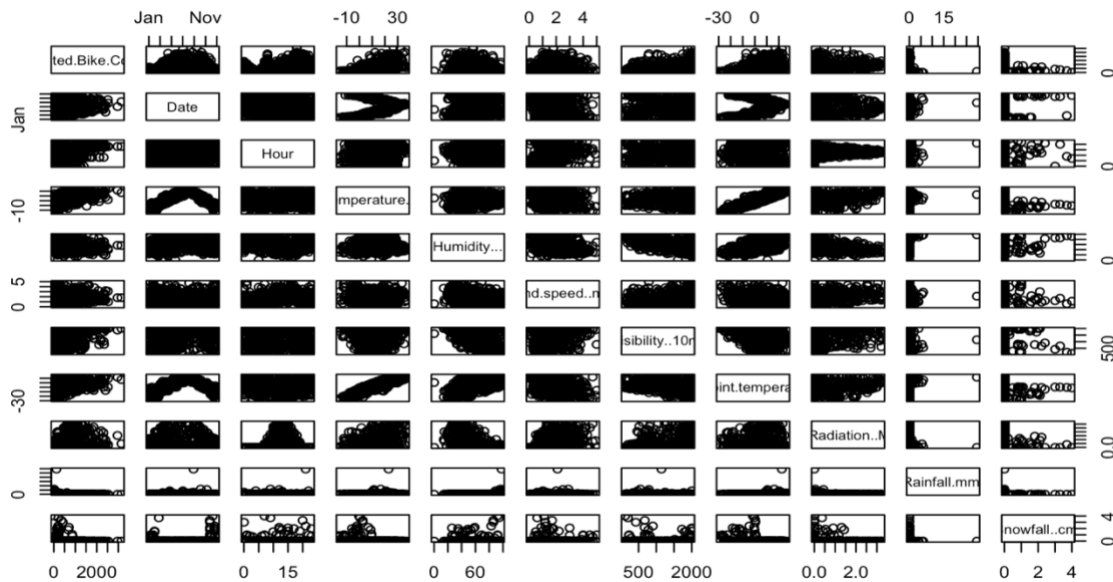 Jan Nov -10 30 0 2 4 -30 0 0 15
ted.Bike.Co 0
Jan Date
Hour 0
-10 mperature.
Humidity... 0
0 5 nd.speed..n
sibility..10r 500
-30 int.tempera
Radiation..M 0.0
0 Rainfall.mm
nowfall..cn 0 4
0 2000 0 15 0 60 500 2000 0.0 2.0 0 2 4